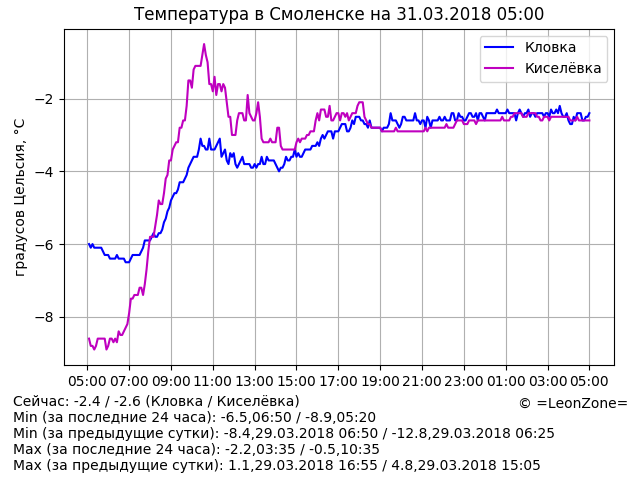 Температура в Смоленске на 31.03.2018 05:00
Кловка
Киселёвка
градусов Цельсия, °C
−2
−4
−6
−8
05:00 07:00 09:00 11:00 13:00 15:00 17:00 19:00 21:00 23:00 01:00 03:00 05:00
Сейчас: -2.4 / -2.6 (Кловка / Киселёвка)
© =LeonZone=
Min (за последние 24 часа): -6.5,06:50 / -8.9,05:20
Min (за предыдущие сутки): -8.4,29.03.2018 06:50 / -12.8,29.03.2018 06:25
Max (за последние 24 часа): -2.2,03:35 / -0.5,10:35
Max (за предыдущие сутки): 1.1,29.03.2018 16:55 / 4.8,29.03.2018 15:05